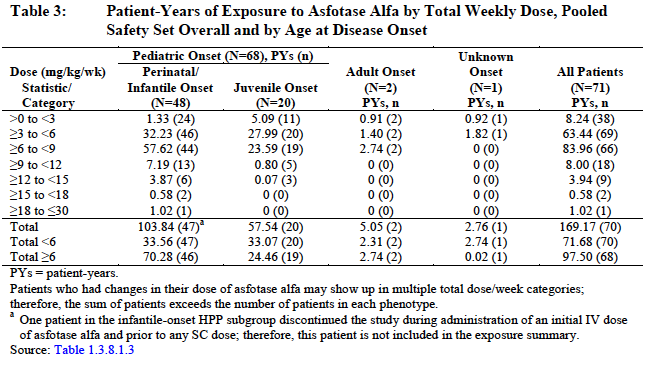 Table 3: Patient-Years of Exposure to Asfotase Alfa by Total Weekly Dose, Pooled
Safety Set Overall and by Age at Disease Onset
Pediatric Onset (N=68), PYs (n) Unknown
Dose (mg/kg/wk) Perinatal/ Adult Onset Onset All Patients
Statistic/ Infantile Onset Juvenile Onset (N=2) (N=1) (N=71)
Category (N=48) (N=20) PYs, n PYs, n PYs, n
>0 to <3 1.33 (24) 5.09 (11) 0.91 (2) 0.92 (1) 8.24 (38)
≥3 to <6 32.23 (46) 27.99 (20) 1.40 (2) 1.82 (1) 63.44 (69)
≥6 to <9 57.62 (44) 23.59 (19) 2.74 (2) 0 (0) 83.96 (66)
≥9 to <12 7.19 (13) 0.80 (5) 0 (0) 0 (0) 8.00 (18)
≥12 to <15 3.87 (6) 0.07 (3) 0 (0) 0 (0) 3.94 (9)
≥15 to <18 0.58 (2) 0 (0) 0 (0) 0 (0) 0.58 (2)
≥18 to ≤30 1.02 (1) 0 (0) 0 (0) 0 (0) 1.02 (1)
Total 103.84 (47)a 57.54 (20) 5.05 (2) 2.76 (1) 169.17 (70)
Total <6 33.56 (47) 33.07 (20) 2.31 (2) 2.74 (1) 71.68 (70)
Total ≥6 70.28 (46) 24.46 (19) 2.74 (2) 0.02 (1) 97.50 (68)
PYs = patient-years.
Patients who had changes in their dose of asfotase alfa may show up in multiple total dose/week categories;
therefore, the sum of patients exceeds the number of patients in each phenotype.
a One patient in the infantile-onset HPP subgroup discontinued the study during administration of an initial IV dose
of asfotase alfa and prior to any SC dose; therefore, this patient is not included in the exposure summary.
Source: Table 1.3.8.1.3